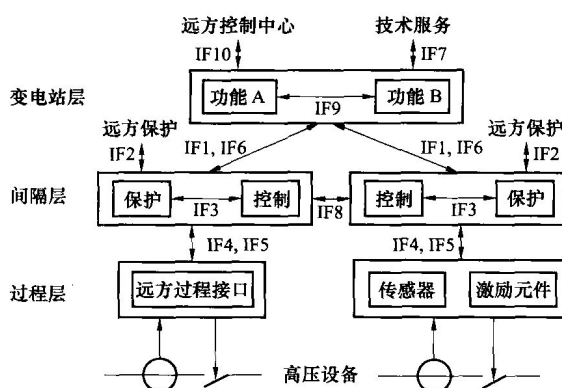 远方控制中心 技术服务
IF10 IF7
变电站层 功能A IF9 功能B
远方保护 远方保护
IF2 IF1, IF6 IF1, IF6 IF2
间隔层 保护 IF3 控制 IF8 控制 IF3 保护
IF4, IF5 IF4, IF5
过程层 远方过程接口 传感器 激励元件
高压设备